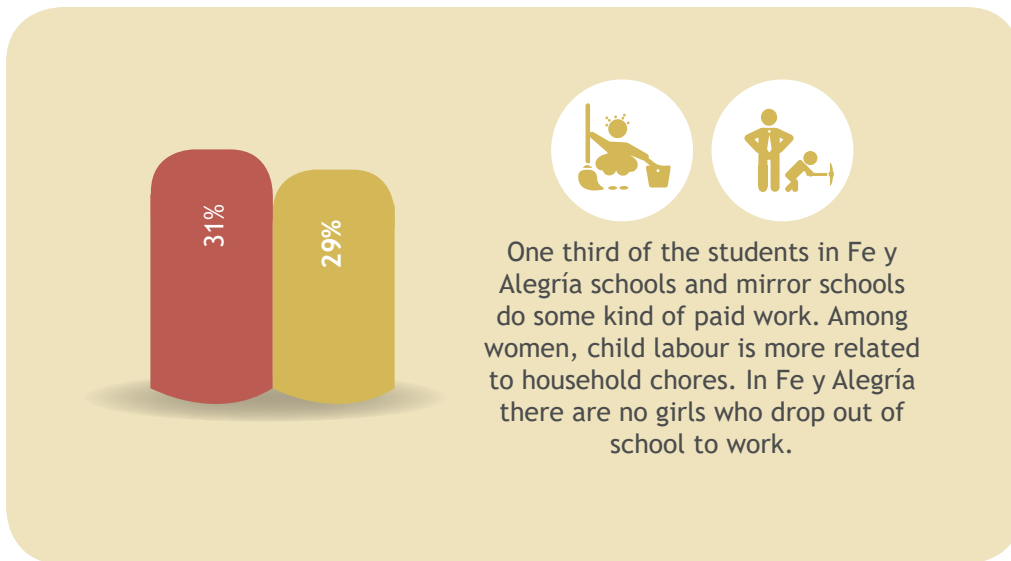 31%
29%
One third of the students in Fe y
Alegría schools and mirror schools
do some kind of paid work. Among
women, child labour is more related
to household chores. In Fe y Alegría
there are no girls who drop out of
school to work.